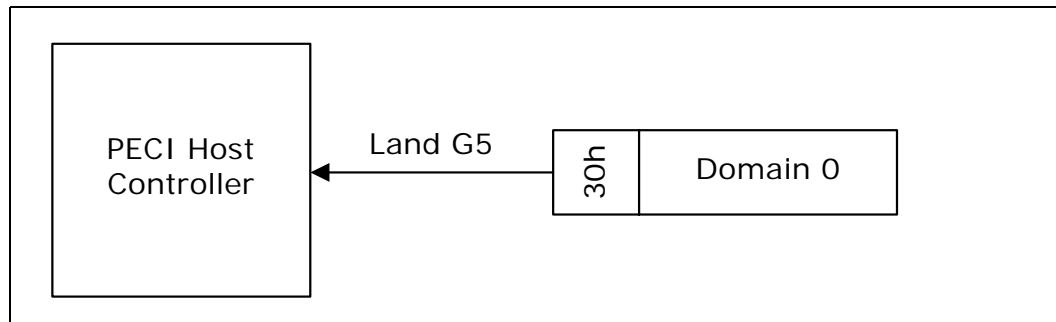 PECI Host
Controller
Land G5
30h
Domain 0